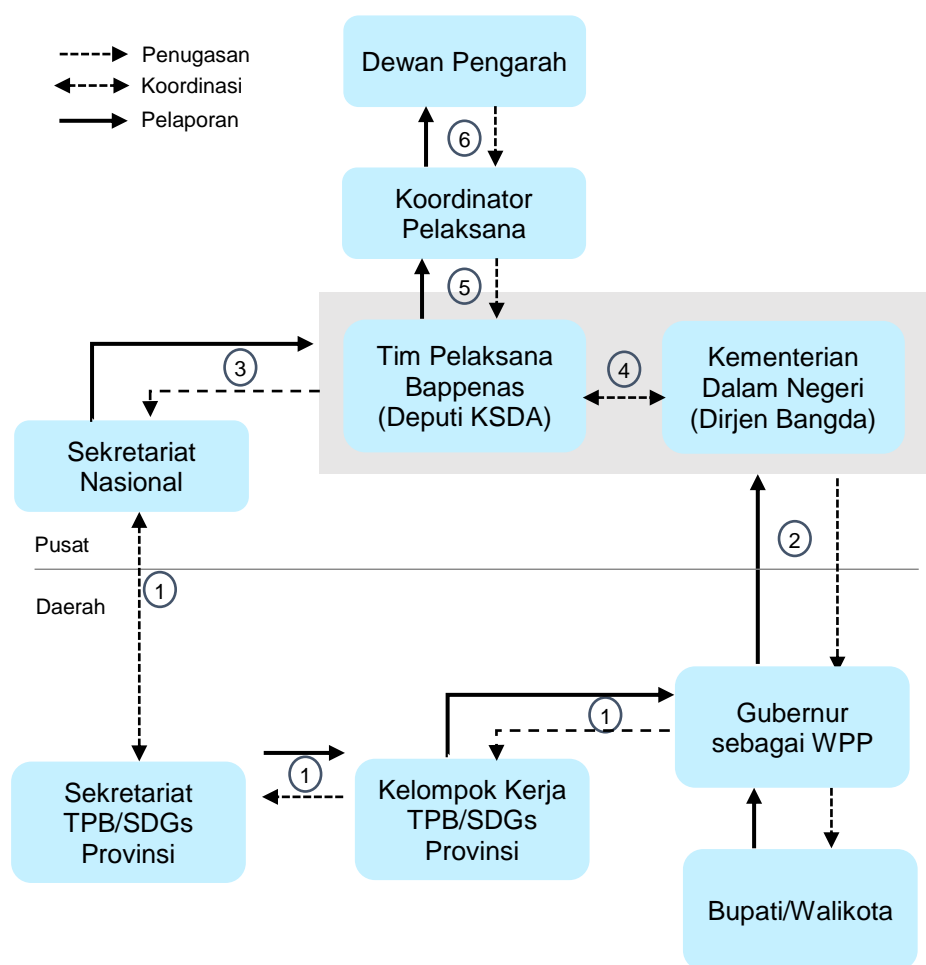 Penugasan
Koordinasi
Pelaporan
Dewan Pengarah
6
Koordinator
Pelaksana
5
Tim Pelaksana
Bappenas
(Deputi KSDA)
4
Kementerian
Dalam Negeri
(Dirjen Bangda)
3
Sekretariat
Nasional
2
Pusat
1
Daerah
Gubernur
sebagai WPP
1
Sekretariat
TPB/SDGs
Provinsi
1
Kelompok Kerja
TPB/SDGs
Provinsi
Bupati/Walikota